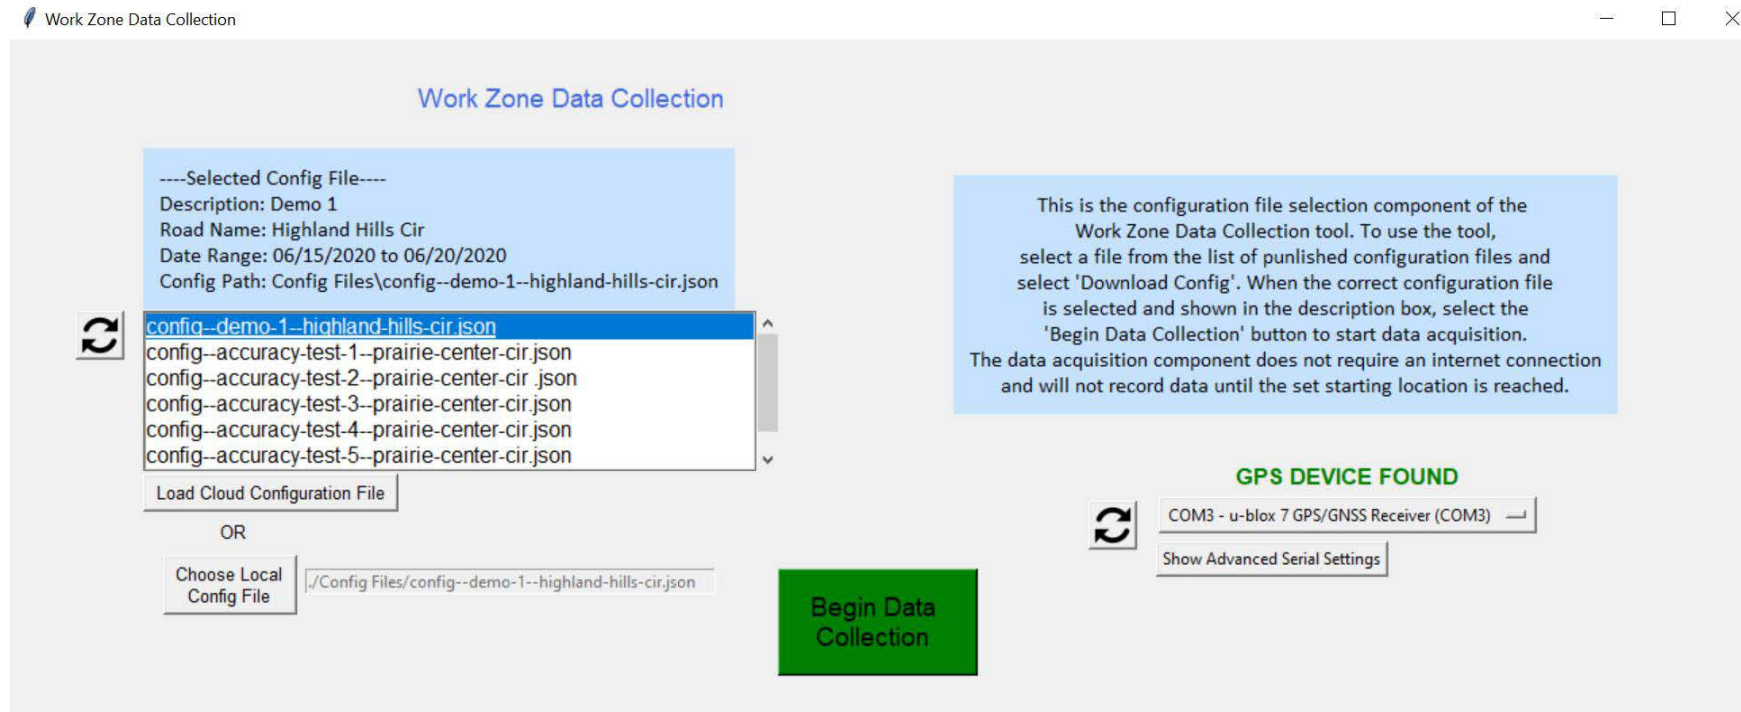 Work Zone Data Collection
Work Zone Data Collection
----Selected Config File----
Description: Demo 1
Road Name: Highland Hills Cir
Date Range: 06/15/2020 to 06/20/2020
Config Path: Config Files\config--demo-1--highland-hills-cir.json
config--demo-1--highland-hills-cir.json
config--accuracy-test-1--prairie-center-cir.json
config--accuracy-test-2--prairie-center-cir .json
config--accuracy-test-3--prairie-center-cir.json
config--accuracy-test-4--prairie-center-cir.json
config--accuracy-test-5--prairie-center-cir.json
Load Cloud Configuration File
OR
Choose Local
Config File
./Config Files/config--demo-1--highland-hills-cir.json
Begin Data
Collection
This is the configuration file selection component of the
Work Zone Data Collection tool. To use the tool,
select a file from the list of punlished configuration files and
select 'Download Config'. When the correct configuration file
is selected and shown in the description box, select the
'Begin Data Collection' button to start data acquisition.
The data acquisition component does not require an internet connection
and will not record data until the set starting location is reached.
GPS DEVICE FOUND
COM3 - u-blox 7 GPS/GNSS Receiver (COM3)
Show Advanced Serial Settings